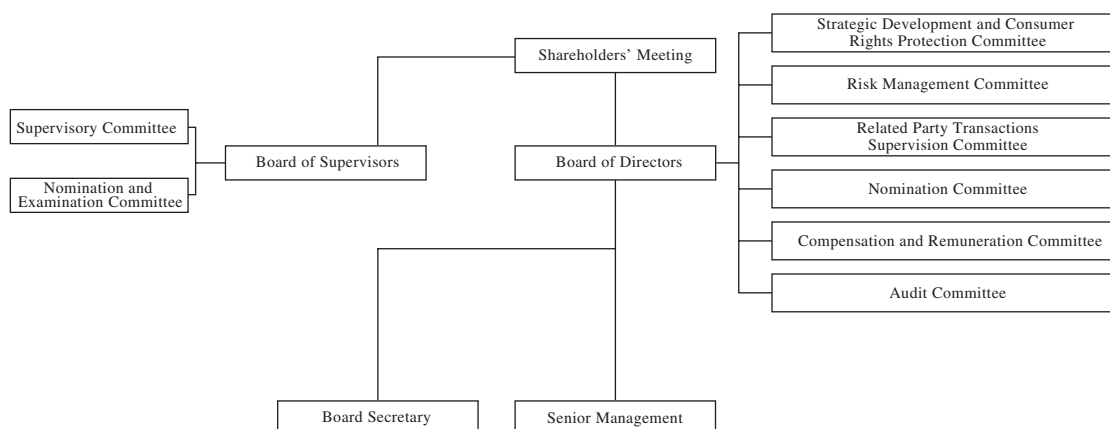 Strategic Development and Consumer
Rights Protection Committee
Shareholders’ Meeting
Risk Management Committee
Supervisory Committee
Related Party Transactions
Supervision Committee
Board of Supervisors
Board of Directors
Nomination and
Examination Committee
Nomination Committee
Compensation and Remuneration Committee
Audit Committee
Board Secretary
Senior Management